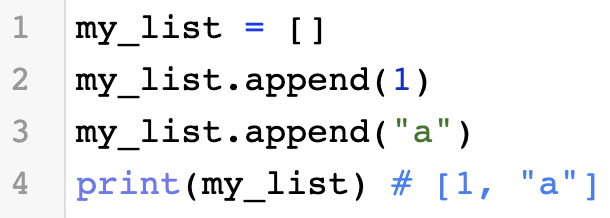 1 my_list = []
2 my_list.append(1)
3 my_list.append("a")
4 print(my_list) # [1, "a"]